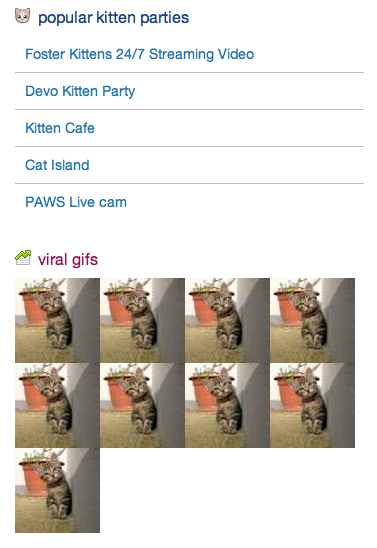 popular kitten parties
Foster Kittens 24/7 Streaming Video
Devo Kitten Party
Kitten Cafe
Cat Island
PAWS Live cam
viral gifs